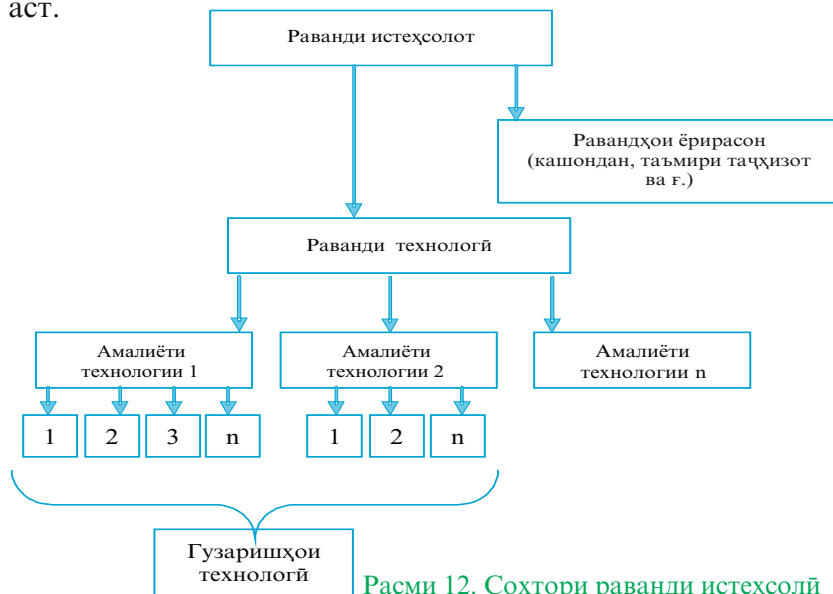 аст.
Раванди истеҳсолот
Равандҳои ёрирасон
(кашондан, таъмири таҷҳизот
ва ғ.)
Раванди технологӣ
Амалиёти
технологии 1
Амалиёти
технологии 2
Амалиёти
технологии n
1 2 3 n 1 2 n
Гузаришҳои
технологӣ
Расми 12. Сохтори раванди истеҳсолӣ